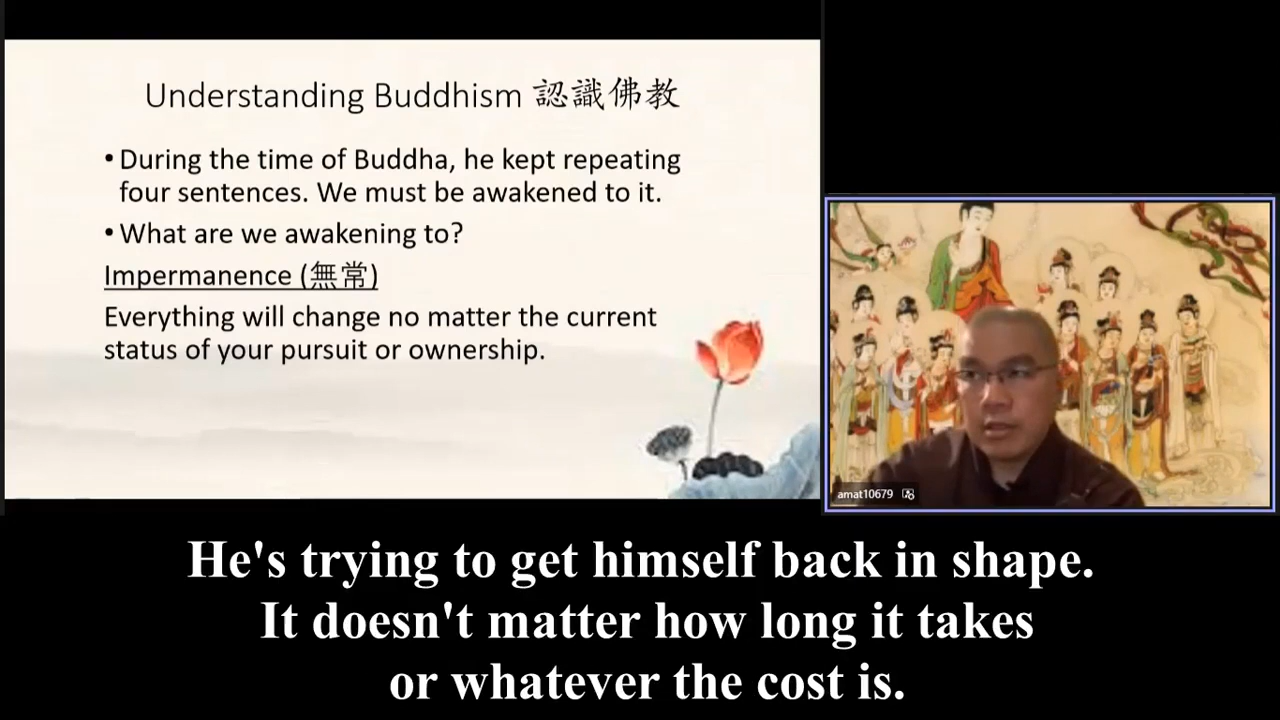 Understanding Buddhism 認識佛教
• During the time of Buddha, he kept repeating
four sentences. We must be awakened to it.
• What are we awakening to?
Impermanence (無常)
Everything will change no matter the current
status of your pursuit or ownership.
amat10679
He's trying to get himself back in shape.
It doesn't matter how long it takes
or whatever the cost is.